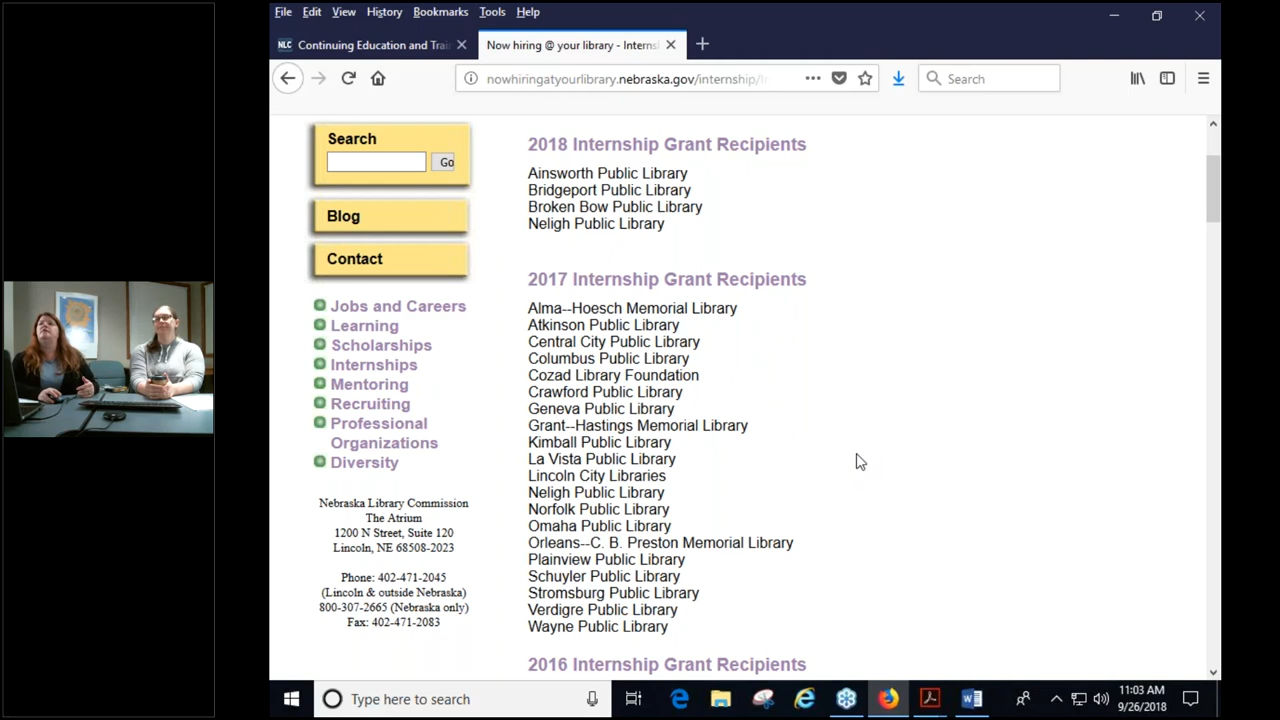 File Edit View History Bookmarks Tools Help
NLC Continuing Education and Trai
Now hiring @ your library - Interns
nowhiringatyourlibrary.nebraska.gov/internship/I
Search
Search
Go
Blog
Contact
Jobs and Careers
Learning
Scholarships
Internships
Mentoring
Recruiting
Professional
Organizations
Diversity
Nebraska Library Commission
The Atrium
1200 N Street, Suite 120
Lincoln, NE 68508-2023
Phone: 402-471-2045
(Lincoln & outside Nebraska)
800-307-2665 (Nebraska only)
Fax: 402-471-2083
2018 Internship Grant Recipients
Ainsworth Public Library
Bridgeport Public Library
Broken Bow Public Library
Neligh Public Library
2017 Internship Grant Recipients
Alma--Hoesch Memorial Library
Atkinson Public Library
Central City Public Library
Columbus Public Library
Cozad Library Foundation
Crawford Public Library
Geneva Public Library
Grant--Hastings Memorial Library
Kimball Public Library
La Vista Public Library
Lincoln City Libraries
Neligh Public Library
Norfolk Public Library
Omaha Public Library
Orleans--C. B. Preston Memorial Library
Plainview Public Library
Schuyler Public Library
Stromsburg Public Library
Verdigre Public Library
Wayne Public Library
2016 Internship Grant Recipients
Type here to search
11:03 AM
9/26/2018